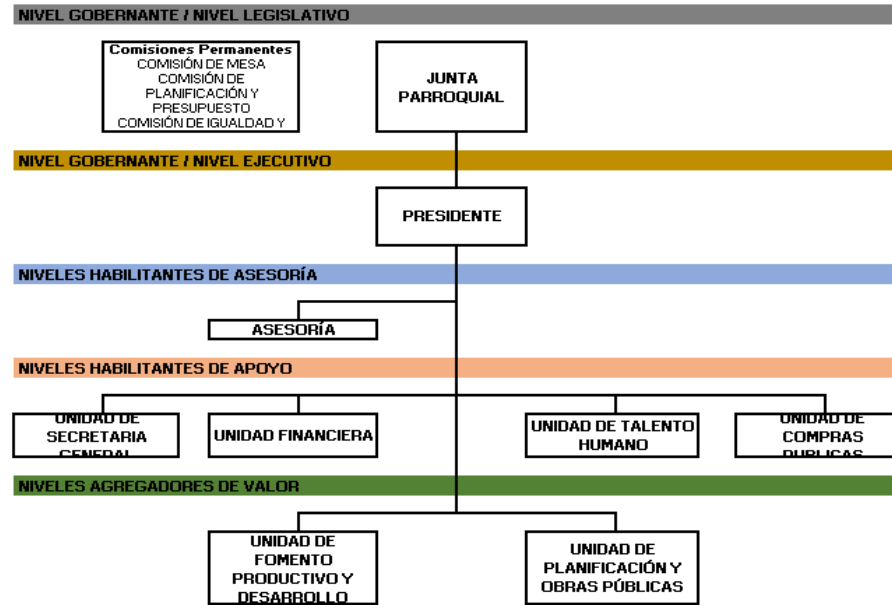 NIVEL GOBERNANTE / NIVEL LEGISLATIVO
Comisiones Permanentes
COMISIÓN DE MESA
COMISIÓN DE
PLANIFICACIÓN Y
PRESUPUESTO
COMISIÓN DE IGUALDAD Y
JUNTA
PARROQUIAL
NIVEL GOBERNANTE / NIVEL EJECUTIVO
PRESIDENTE
NIVELES HABILITANTES DE ASESORÍA
ASESORÍA
NIVELES HABILITANTES DE APOYO
UNIDAD DE
SECRETARIA
GENERAL
UNIDAD FINANCIERA
UNIDAD DE TALENTO
HUMANO
UNIDAD DE
COMPRAS
PUBLICAS
NIVELES AGREGADORES DE VALOR
UNIDAD DE
FOMENTO
PRODUCTIVO Y
DESARROLLO
UNIDAD DE
PLANIFICACIÓN Y
OBRAS PÚBLICAS